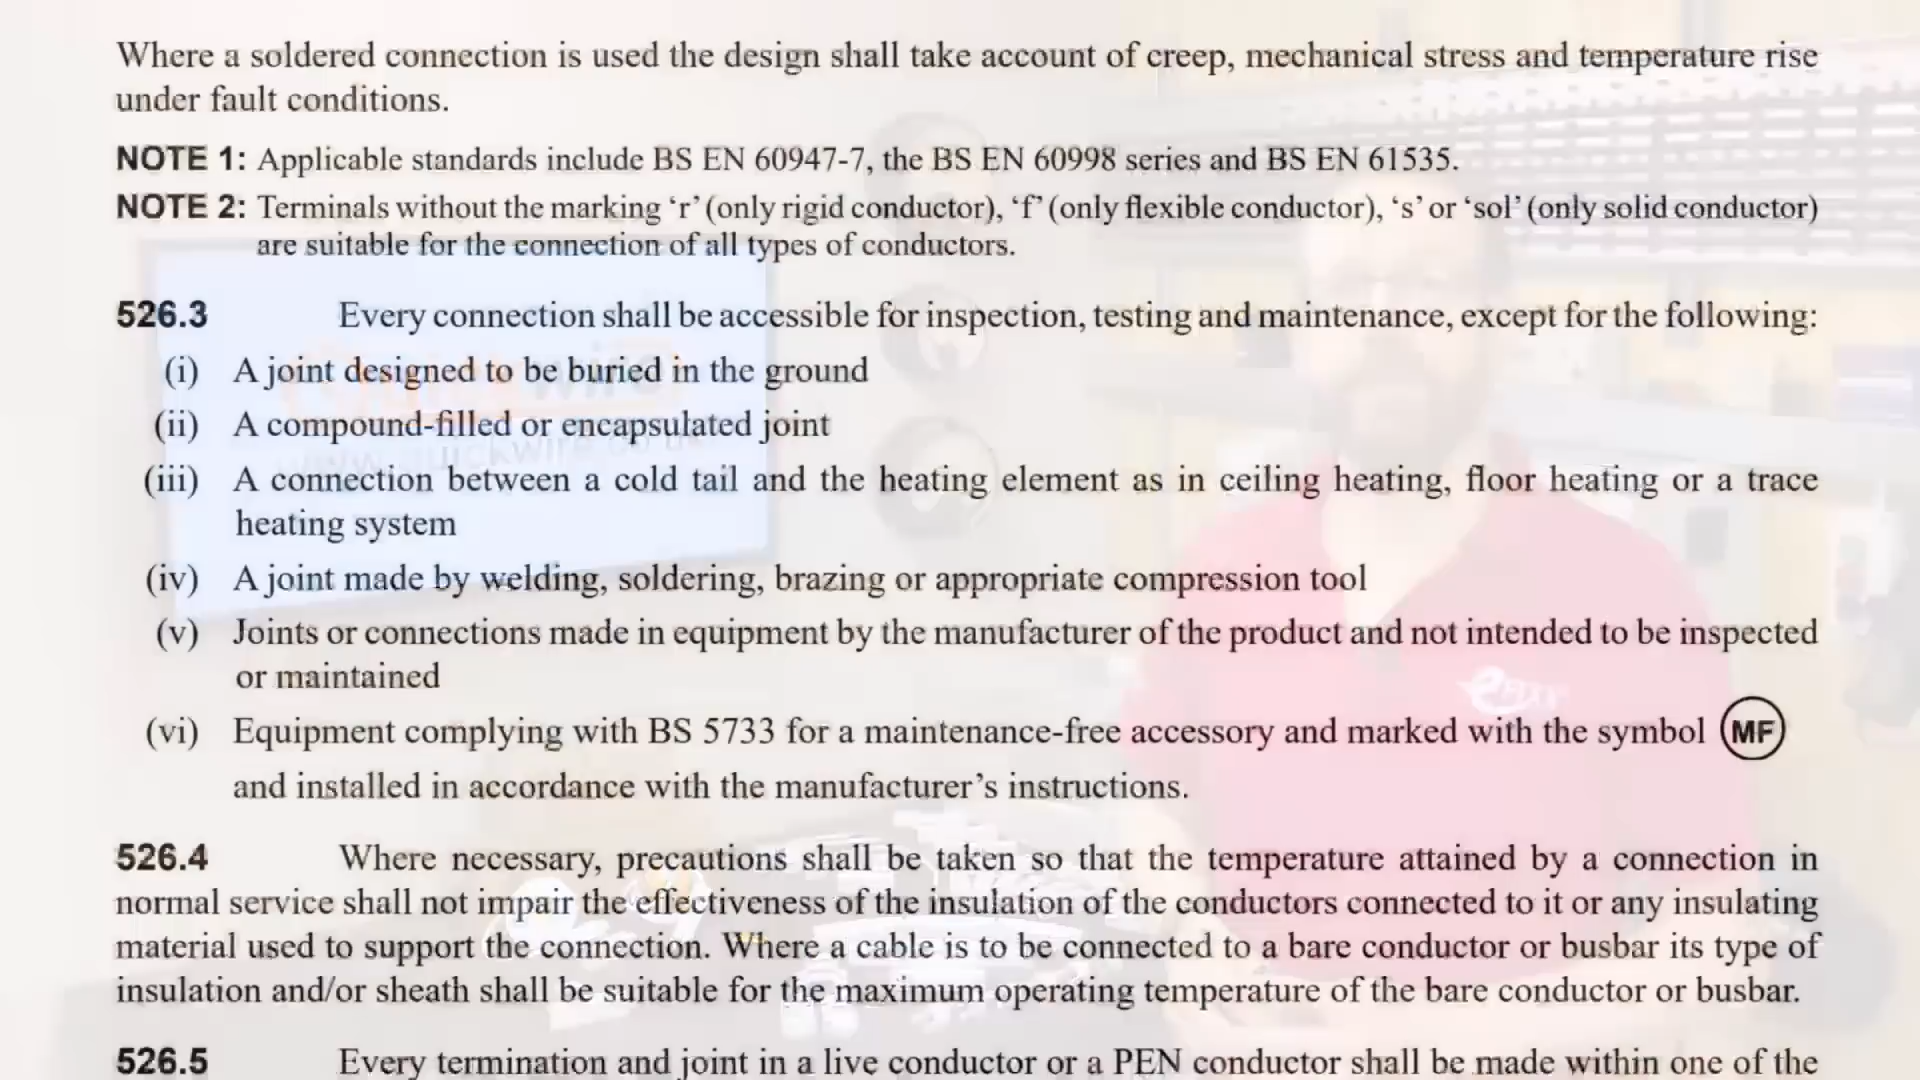 Where a soldered connection is used the design shall take account of creep, mechanical stress and temperature rise
under fault conditions.
NOTE 1: Applicable standards include BS EN 60947-7, the BS EN 60998 series and BS EN 61535.
NOTE 2: Terminals without the marking ‘r’ (only rigid conductor), ‘f’ (only flexible conductor), ‘s’ or ‘sol’ (only solid conductor)
are suitable for the connection of all types of conductors.
526.3 Every connection shall be accessible for inspection, testing and maintenance, except for the following:
(i) A joint designed to be buried in the ground
(ii) A compound-filled or encapsulated joint
(iii) A connection between a cold tail and the heating element as in ceiling heating, floor heating or a trace
heating system
(iv) A joint made by welding, soldering, brazing or appropriate compression tool
(v) Joints or connections made in equipment by the manufacturer of the product and not intended to be inspected
or maintained
(vi) Equipment complying with BS 5733 for a maintenance-free accessory and marked with the symbol MF
and installed in accordance with the manufacturer’s instructions.
526.4 Where necessary, precautions shall be taken so that the temperature attained by a connection in
normal service shall not impair the effectiveness of the insulation of the conductors connected to it or any insulating
material used to support the connection. Where a cable is to be connected to a bare conductor or busbar its type of
insulation and/or sheath shall be suitable for the maximum operating temperature of the bare conductor or busbar.
526.5 Every termination and joint in a live conductor or a PEN conductor shall be made within one of the